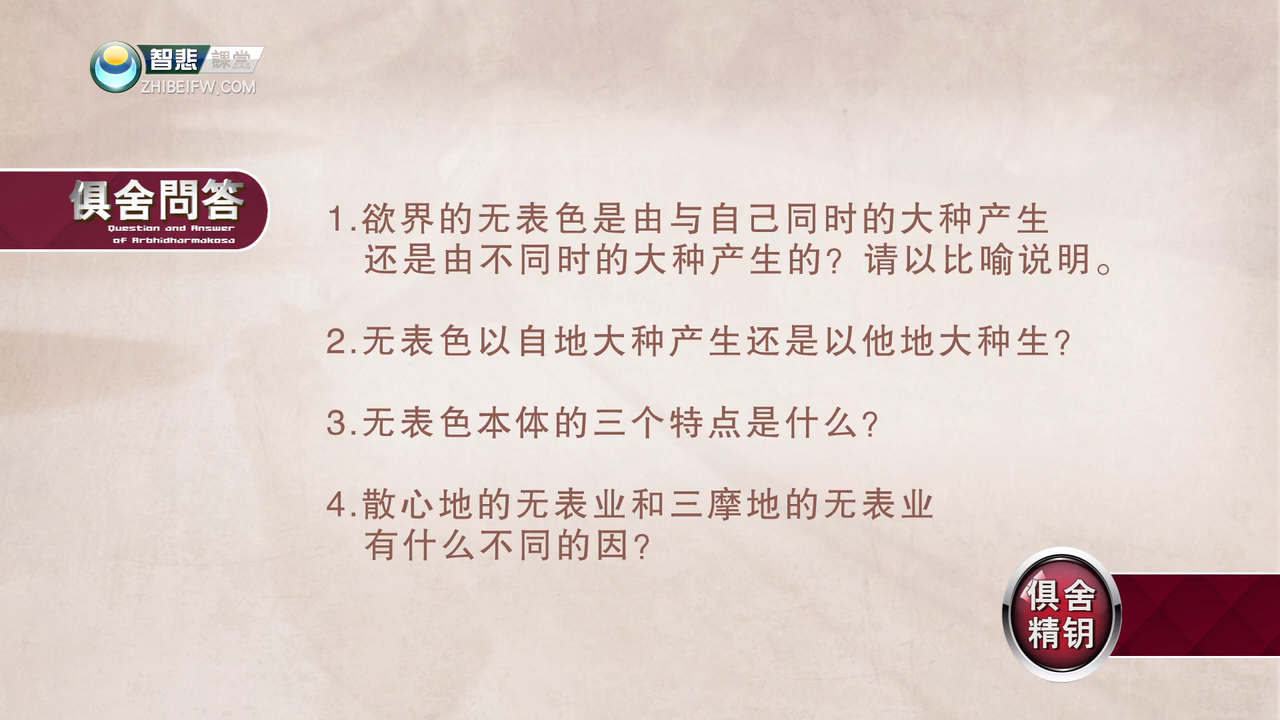 智悲 課堂
ZHIBEIFW.COM
俱舍問答
Question and Answer
of Arbhidharmakosa
1.欲界的无表色是由与自己同时的大种产生
还是由不同时的大种产生的？请以比喻说明。
2.无表色以自地大种产生还是以他地大种生？
3.无表色本体的三个特点是什么？
4.散心地的无表业和三摩地的无表业
有什么不同的因？
俱舍
精钥